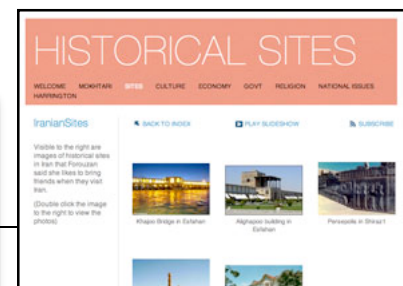 HISTORICAL SITES
WELCOME MOKHTARI SITES CULTURE ECONOMY GOVT RELIGION NATIONAL ISSUES
HARRINGTON
IranianSites
BACK TO INDEX PLAY SLIDESHOW SUBSCRIBE
Visible to the right are
images of historical sites
in Iran that Forouzan
said she likes to bring
friends when they visit
Iran.
(Double click the image
to the right to view the
photos)
Khajoo Bridge in Esfahan
Alighapoo building in
Esfahan
Persepolis in Shiraz1